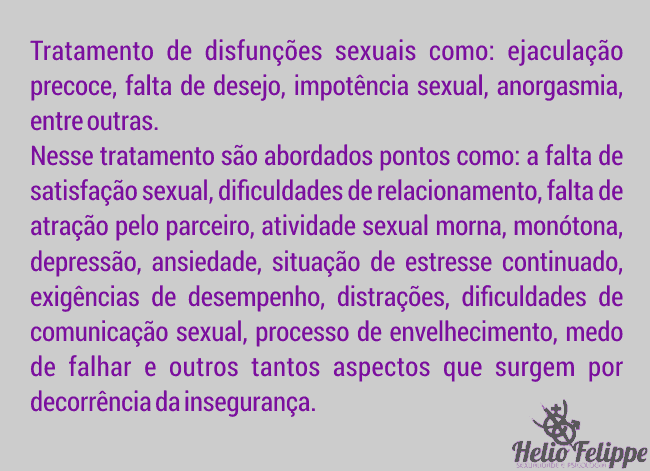 Tratamento de disfunções sexuais como: ejaculação
precoce, falta de desejo, impotência sexual, anorgasmia,
entre outras.
Nesse tratamento são abordados pontos como: a falta de
satisfação sexual, dificuldades de relacionamento, falta de
atração pelo parceiro, atividade sexual morna, monótona,
depressão, ansiedade, situação de estresse continuado,
exigências de desempenho, distrações, dificuldades de
comunicação sexual, processo de envelhecimento, medo
de falhar e outros tantos aspectos que surgem por
decorrência da insegurança.
Helio Felippe
SEXUALIDADE E PSICOLOGIA